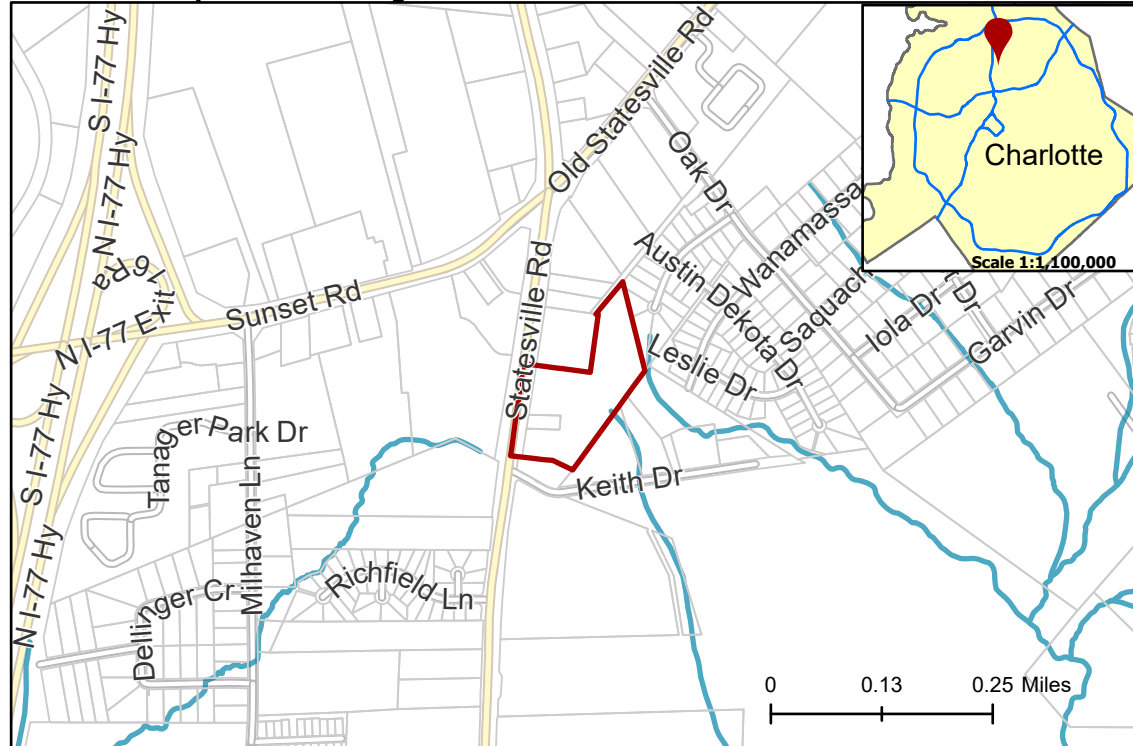 S I-77 Hy
N I-77 Hy
16 Ra
N I-77 Exit
Sunset Rd
Old Statesville Rd
Statesville Rd
Oak Dr
Austin Dekota Dr
Wanamassa
Saquach
Leslie Dr
Iola Dr
Dr
Garvin Dr
Keith Dr
Tanager Park Dr
Milhaven Ln
S I-77 Hy
N I-77 Hy
Dellinger Cr
Richfield Ln
Charlotte
Scale 1:1,100,000
0 0.13 0.25 Miles